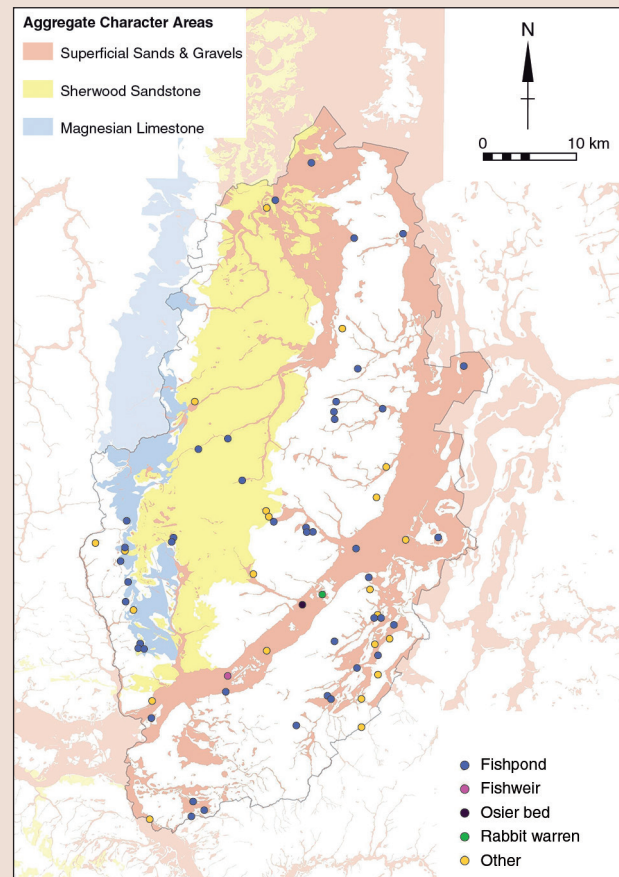 Aggregate Character Areas
Superficial Sands & Gravels
Sherwood Sandstone
Magnesian Limestone
N
0 10 km
Fishpond
Fishweir
Osier bed
Rabbit warren
Other